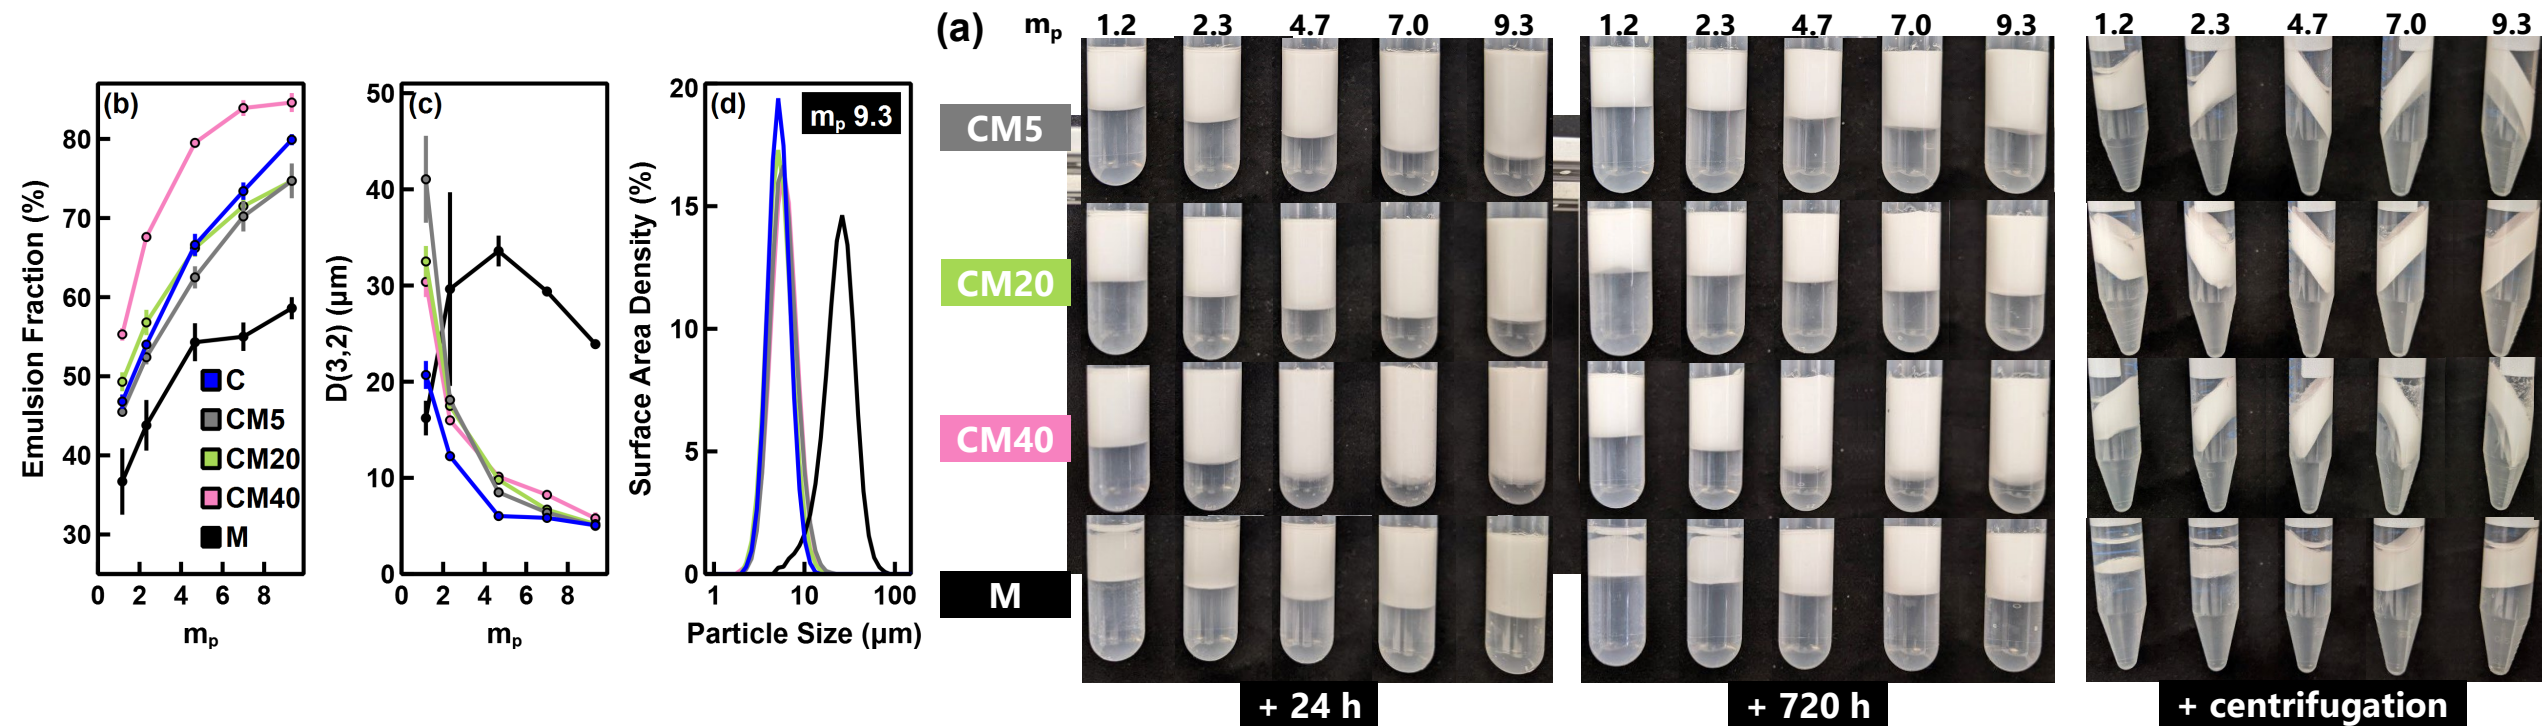 (b)
Emulsion Fraction (%)
80
70
60
50
40
30
0 2 4 6 8
mₚ
C
CM5
CM20
CM40
M
(c)
D(3,2) (μm)
50
40
30
20
10
0
0 2 4 6 8
mₚ
(d)
mₚ 9.3
Surface Area Density (%)
20
15
10
5
0
1 10 100
Particle Size (μm)
(a) mₚ 1.2 2.3 4.7 7.0 9.3 1.2 2.3 4.7 7.0 9.3 1.2 2.3 4.7 7.0 9.3
CM5
CM20
CM40
M
+ 24 h
+ 720 h
+ centrifugation